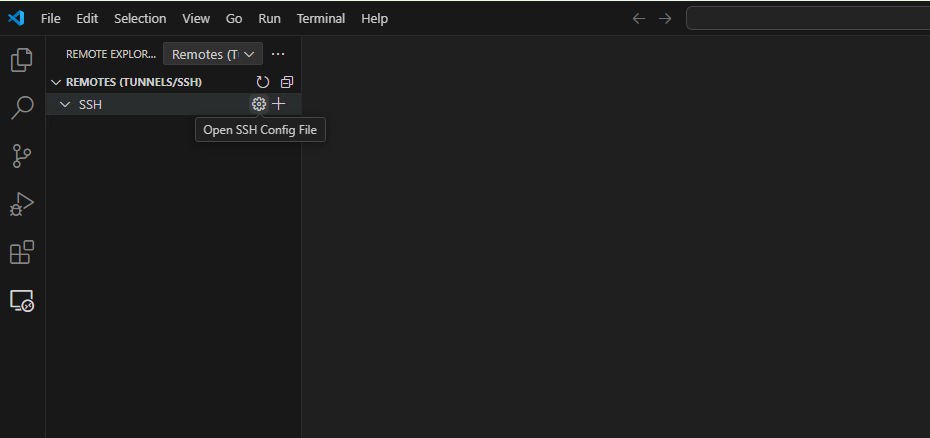 File Edit Selection View Go Run Terminal Help
REMOTE EXPLOR... Remotes (T
REMOTES (TUNNELS/SSH)
SSH
Open SSH Config File